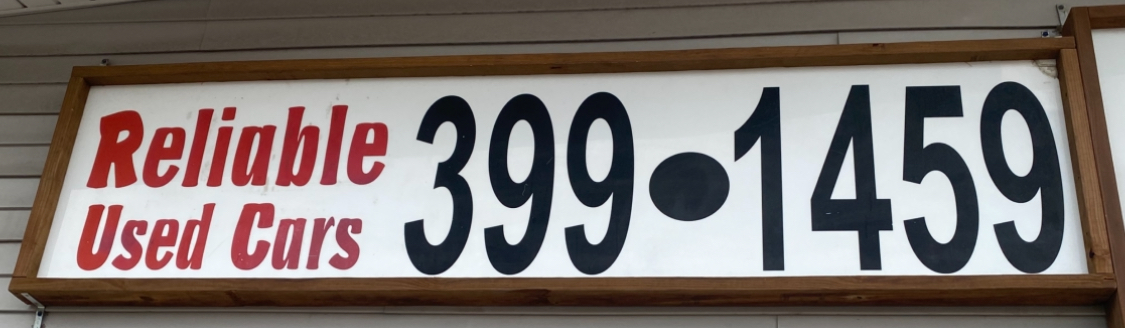 Reliable
Used Cars
399•1459